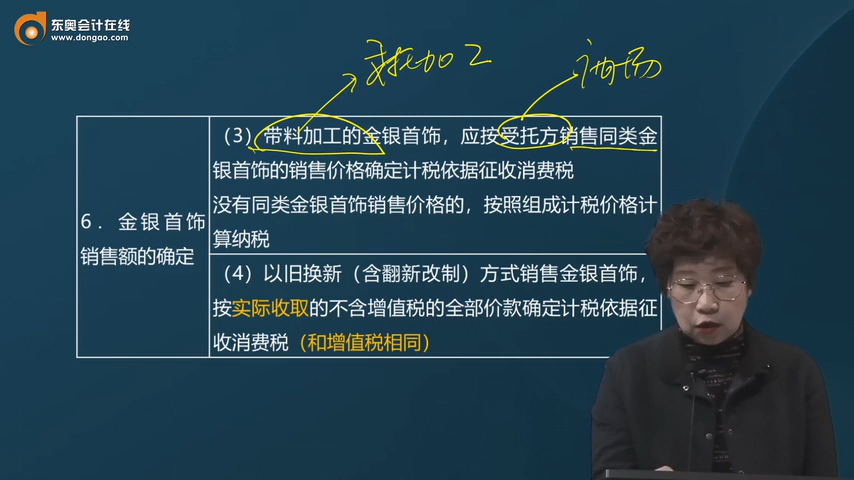 东奥会计在线
www.dongao.com
委托加工
商场
(3)带料加工的金银首饰，应按受托方销售同类金
银首饰的销售价格确定计税依据征收消费税
没有同类金银首饰销售价格的，按照组成计税价格计
算纳税
6．金银首饰
销售额的确定
(4)以旧换新（含翻新改制）方式销售金银首饰，
按实际收取的不含增值税的全部价款确定计税依据征
收消费税（和增值税相同）